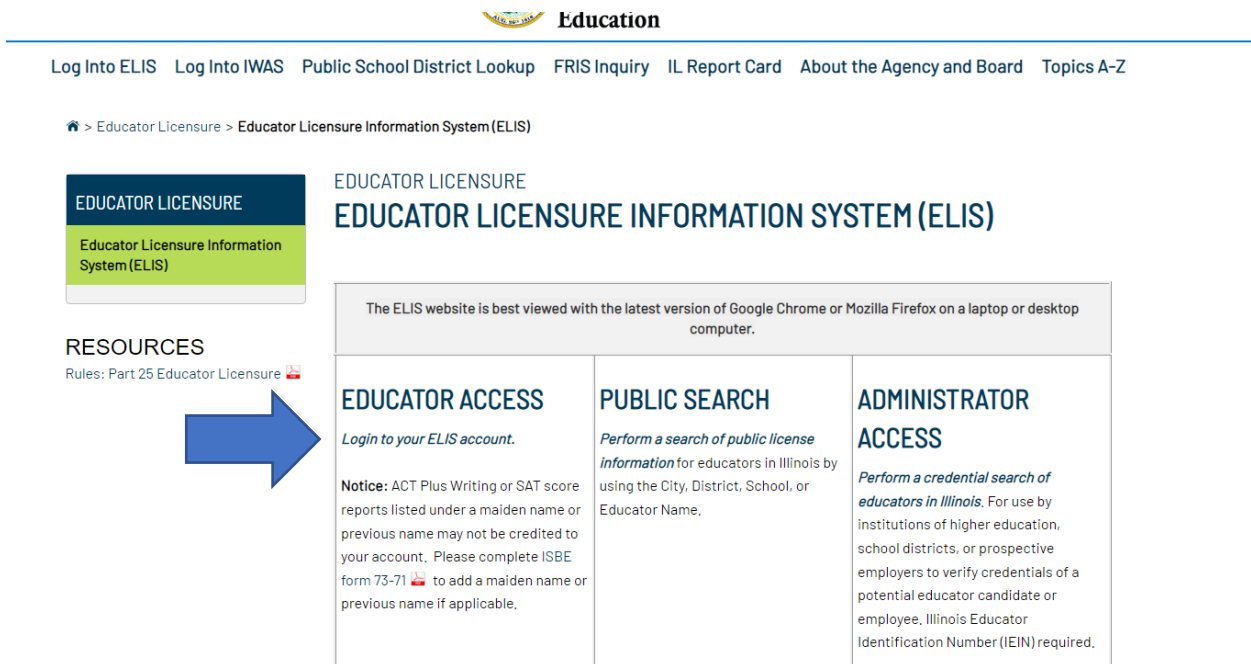 Education
Log Into ELIS Log Into IWAS Public School District Lookup FRIS Inquiry IL Report Card About the Agency and Board Topics A-Z
> Educator Licensure > Educator Licensure Information System (ELIS)
EDUCATOR LICENSURE
Educator Licensure Information
System (ELIS)
RESOURCES
Rules: Part 25 Educator Licensure
EDUCATOR LICENSURE
EDUCATOR LICENSURE INFORMATION SYSTEM (ELIS)
The ELIS website is best viewed with the latest version of Google Chrome or Mozilla Firefox on a laptop or desktop
computer.
EDUCATOR ACCESS
Login to your ELIS account.
Notice: ACT Plus Writing or SAT score
reports listed under a maiden name or
previous name may not be credited to
your account. Please complete ISBE
form 73-71 to add a maiden name or
previous name if applicable.
PUBLIC SEARCH
Perform a search of public license
information for educators in Illinois by
using the City, District, School, or
Educator Name.
ADMINISTRATOR
ACCESS
Perform a credential search of
educators in Illinois. For use by
institutions of higher education,
school districts, or prospective
employers to verify credentials of a
potential educator candidate or
employee. Illinois Educator
Identification Number (IEIN) required.